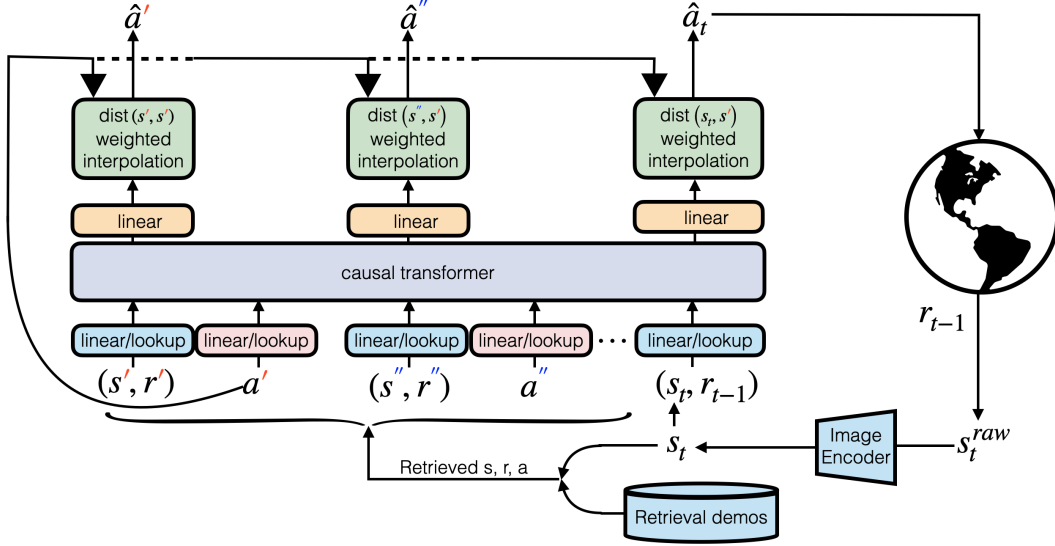 â′ â″ â_t
dist (s′, s′) weighted interpolation
dist (s″, s′) weighted interpolation
dist (s_t, s′) weighted interpolation
linear linear linear
causal transformer
r_{t−1}
linear/lookup linear/lookup linear/lookup linear/lookup ··· linear/lookup
(s′, r′) a′ (s″, r″) a″ (s_t, r_{t−1})
s_t
Image Encoder
s_t^{raw}
Retrieved s, r, a
Retrieval demos